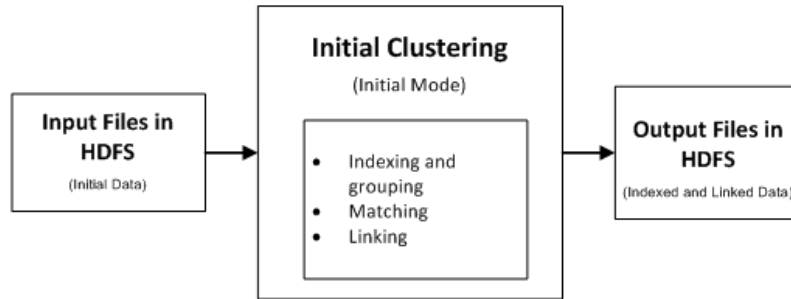 Input Files in
HDFS
(Initial Data)
Initial Clustering
(Initial Mode)
• Indexing and
grouping
• Matching
• Linking
Output Files in
HDFS
(Indexed and Linked Data)